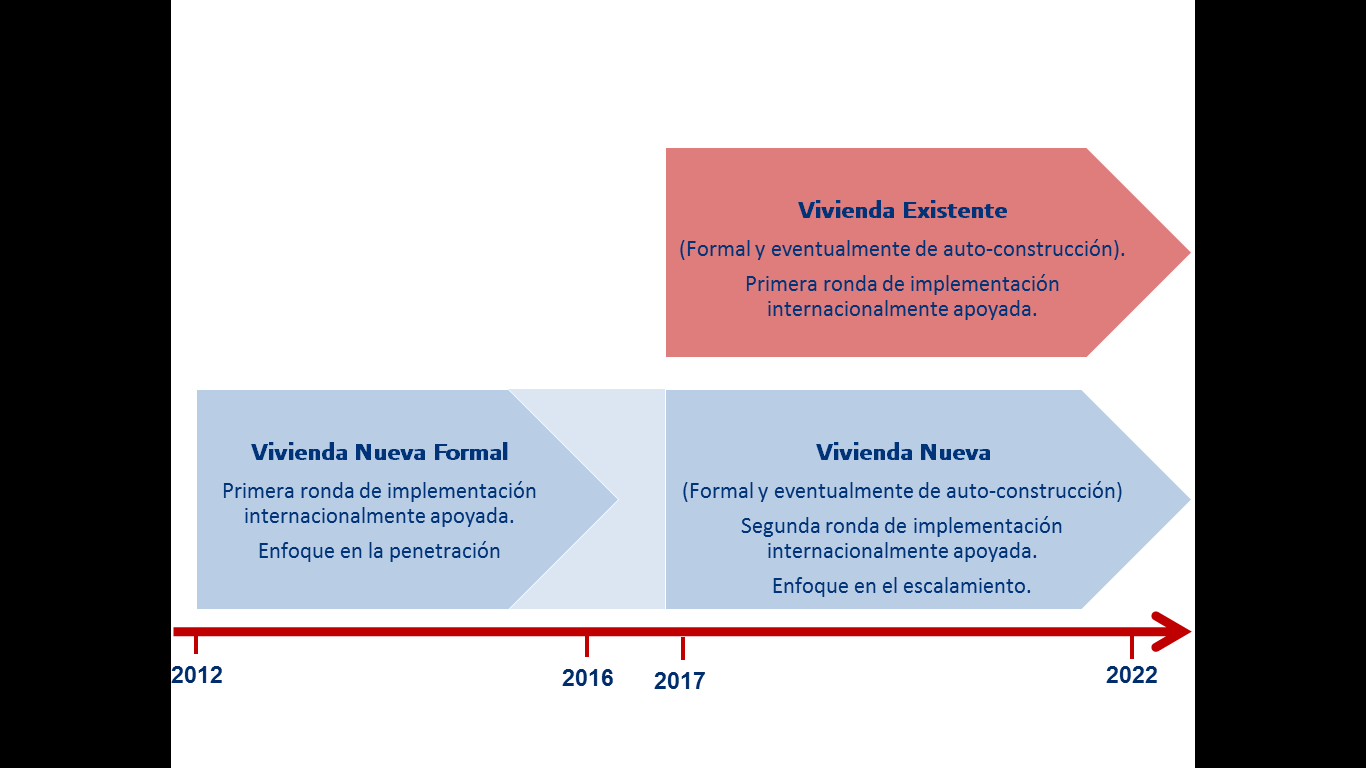 Vivienda Existente
(Formal y eventualmente de auto-construcción).
Primera ronda de implementación
internacionalmente apoyada.
Vivienda Nueva Formal
Primera ronda de implementación
internacionalmente apoyada.
Enfoque en la penetración
Vivienda Nueva
(Formal y eventualmente de auto-construcción)
Segunda ronda de implementación
internacionalmente apoyada.
Enfoque en el escalamiento.
2012
2016
2017
2022